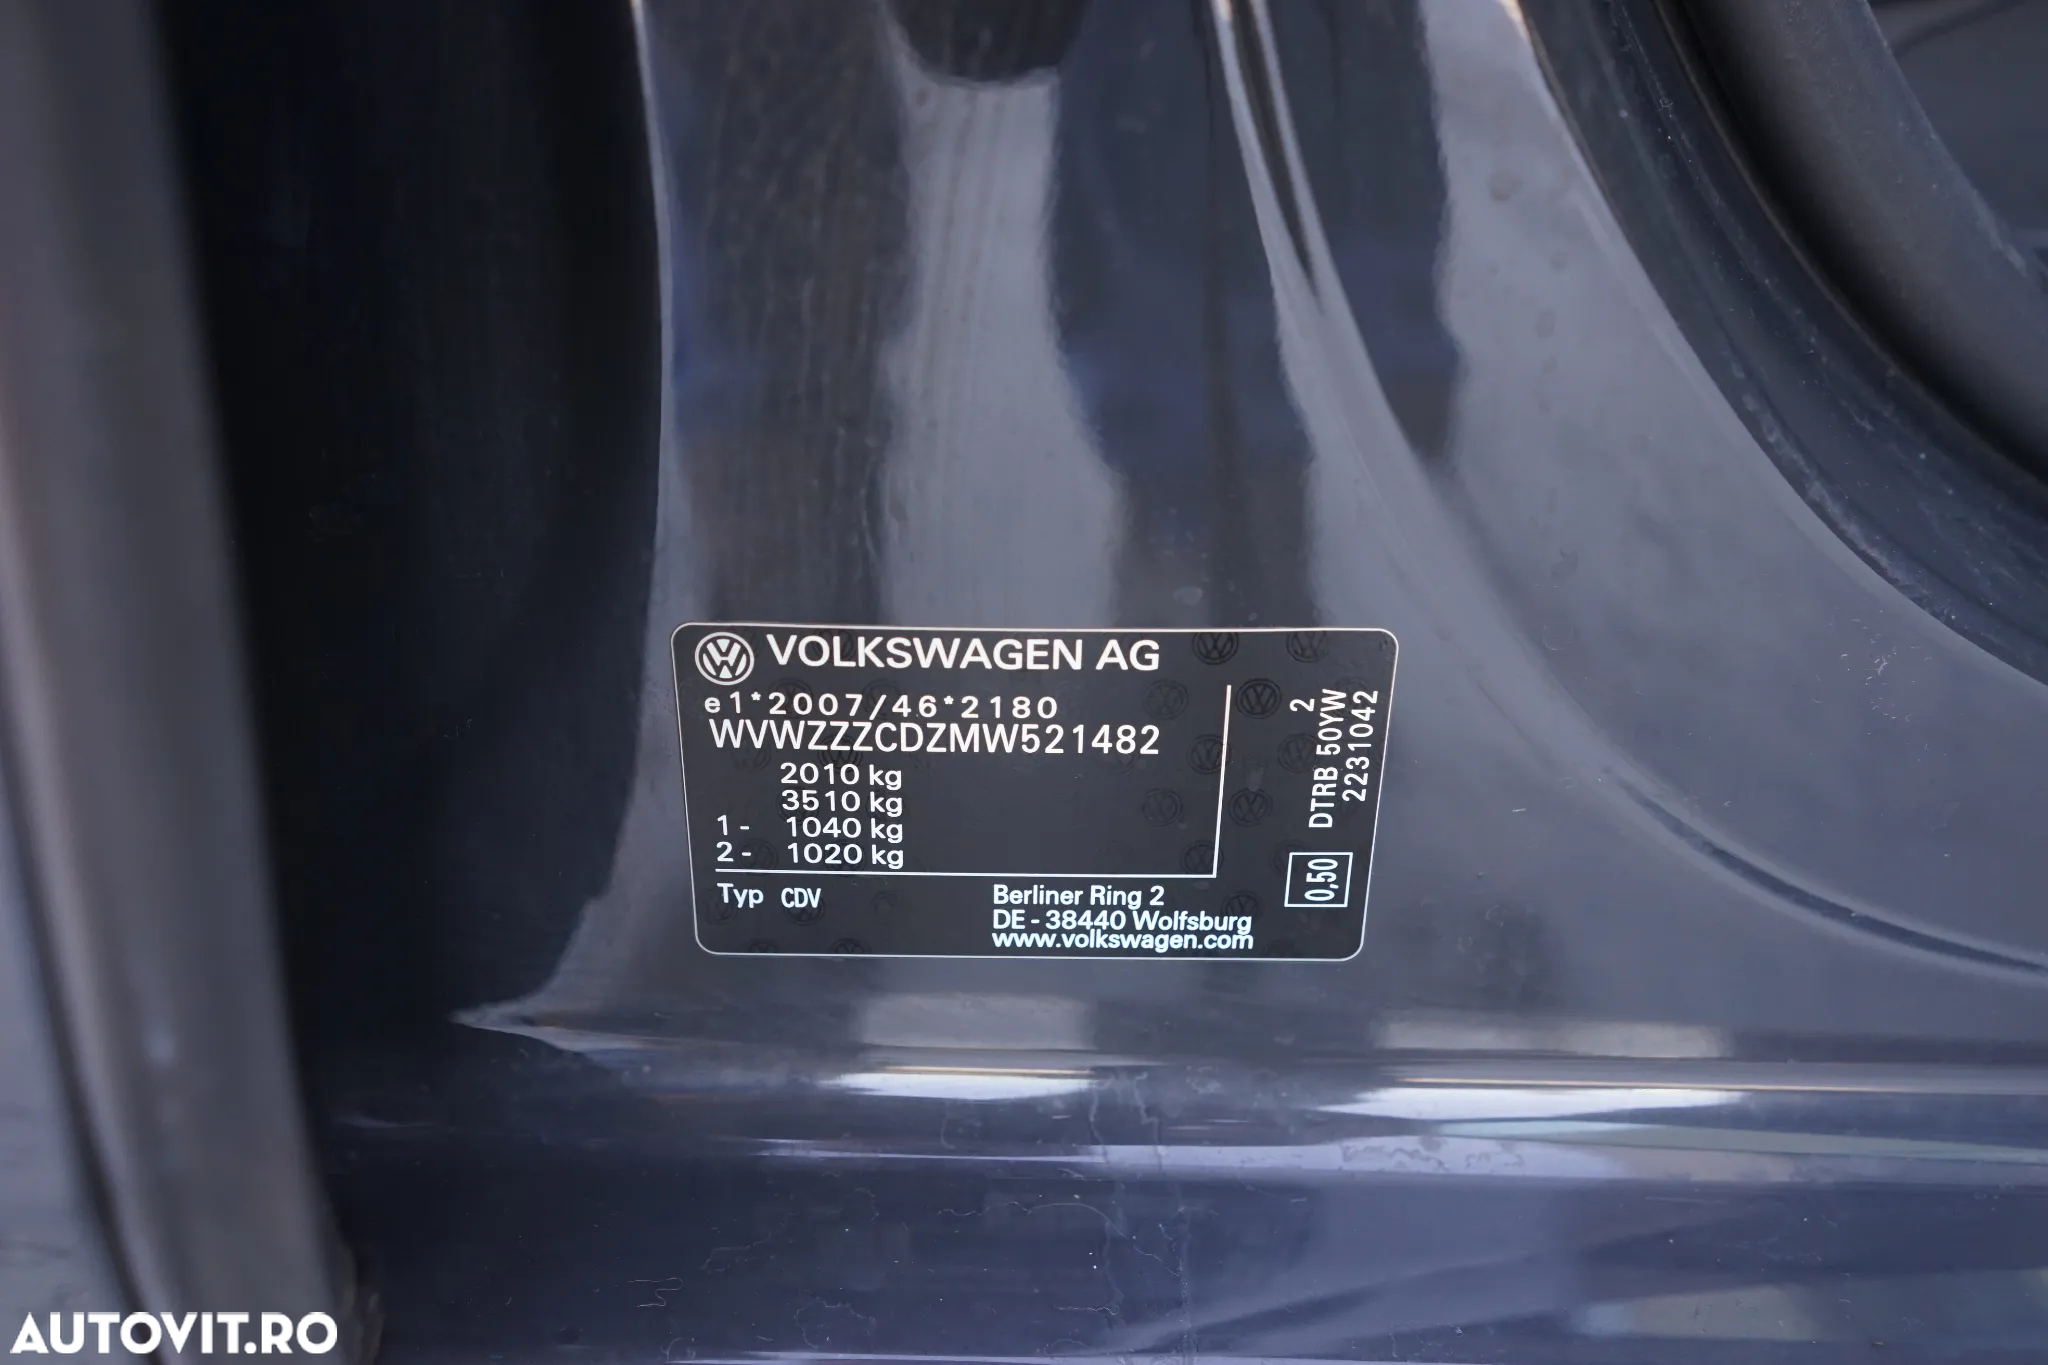 VOLKSWAGEN AG
e1*2007/46*2180
WVWZZZCDZMW521482
2010 kg
3510 kg
1- 1040 kg
2- 1020 kg
Typ CDV
Berliner Ring 2
DE - 38440 Wolfsburg
www.volkswagen.com
2
DTRB 50YW
2231042
0,50
AUTOVIT.RO